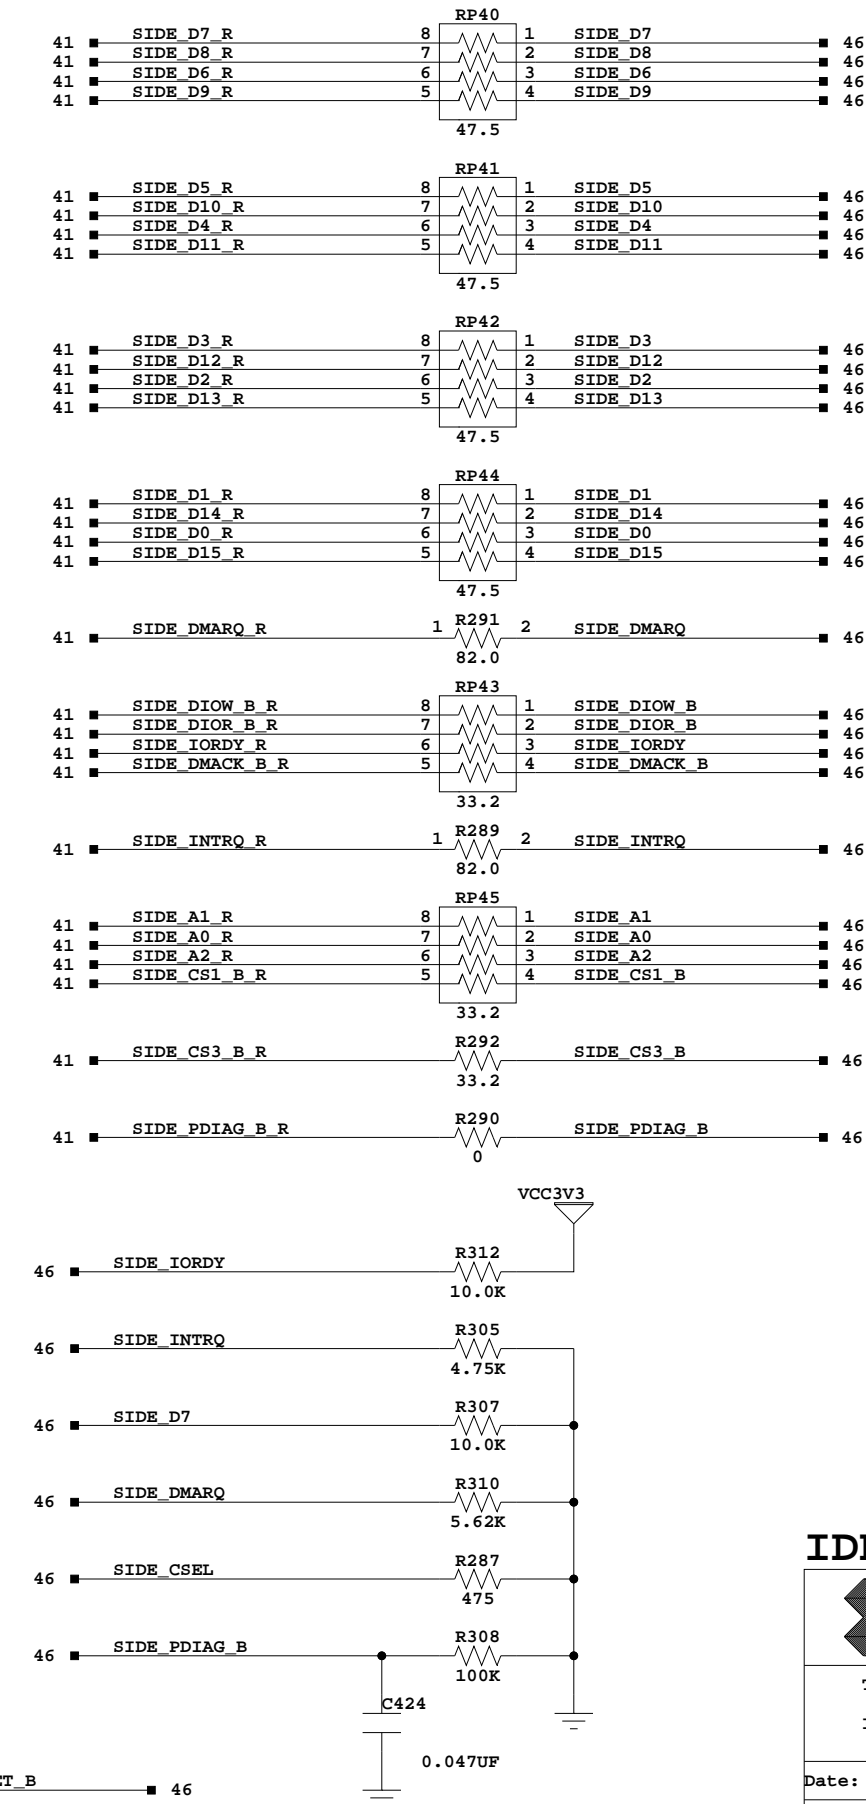 RP40
41 SIDE_D7_R 8 1 SIDE_D7 46
41 SIDE_D8_R 7 2 SIDE_D8 46
41 SIDE_D6_R 6 3 SIDE_D6 46
41 SIDE_D9_R 5 4 SIDE_D9 46
47.5
RP41
41 SIDE_D5_R 8 1 SIDE_D5 46
41 SIDE_D10_R 7 2 SIDE_D10 46
41 SIDE_D4_R 6 3 SIDE_D4 46
41 SIDE_D11_R 5 4 SIDE_D11 46
47.5
RP42
41 SIDE_D3_R 8 1 SIDE_D3 46
41 SIDE_D12_R 7 2 SIDE_D12 46
41 SIDE_D2_R 6 3 SIDE_D2 46
41 SIDE_D13_R 5 4 SIDE_D13 46
47.5
RP44
41 SIDE_D1_R 8 1 SIDE_D1 46
41 SIDE_D14_R 7 2 SIDE_D14 46
41 SIDE_D0_R 6 3 SIDE_D0 46
41 SIDE_D15_R 5 4 SIDE_D15 46
47.5
R291
41 SIDE_DMARQ_R 1 2 SIDE_DMARQ 46
82.0
RP43
41 SIDE_DIOW_B_R 8 1 SIDE_DIOW_B 46
41 SIDE_DIOR_B_R 7 2 SIDE_DIOR_B 46
41 SIDE_IORDY_R 6 3 SIDE_IORDY 46
41 SIDE_DMACK_B_R 5 4 SIDE_DMACK_B 46
33.2
R289
41 SIDE_INTRQ_R 1 2 SIDE_INTRQ 46
82.0
RP45
41 SIDE_A1_R 8 1 SIDE_A1 46
41 SIDE_A0_R 7 2 SIDE_A0 46
41 SIDE_A2_R 6 3 SIDE_A2 46
41 SIDE_CS1_B_R 5 4 SIDE_CS1_B 46
33.2
R292
41 SIDE_CS3_B_R SIDE_CS3_B 46
33.2
R290
41 SIDE_PDIAG_B_R SIDE_PDIAG_B 46
0
VCC3V3
46 SIDE_IORDY R312
10.0K
46 SIDE_INTRQ R305
4.75K
46 SIDE_D7 R307
10.0K
46 SIDE_DMARQ R310
5.62K
46 SIDE_CSEL R287
475
46 SIDE_PDIAG_B R308
100K
C424
0.047UF
ET_B 46
Date: